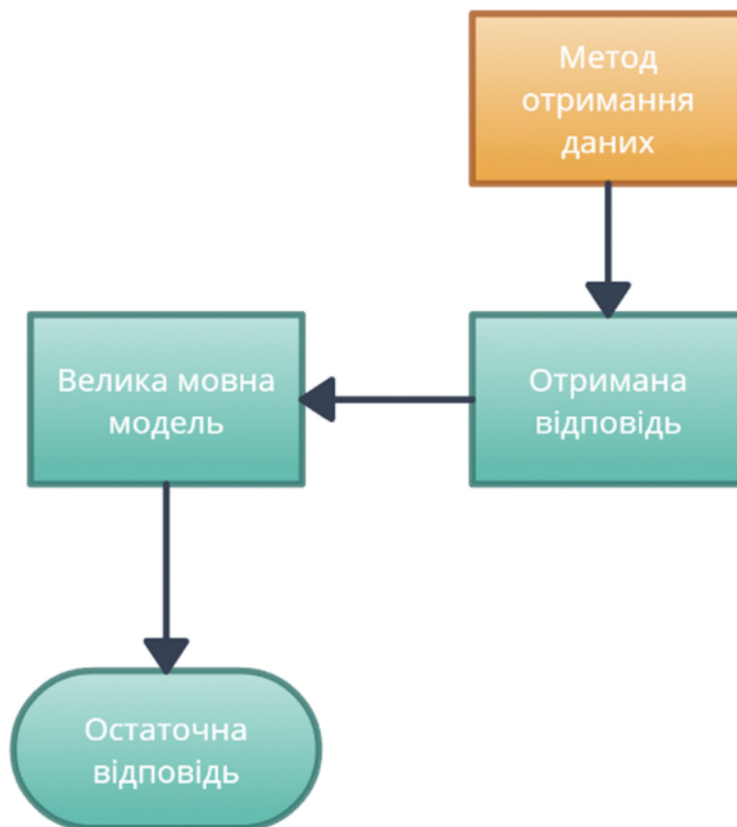 Метод
отримання
даних
Отримана
відповідь
Велика мовна
модель
Остаточна
відповідь